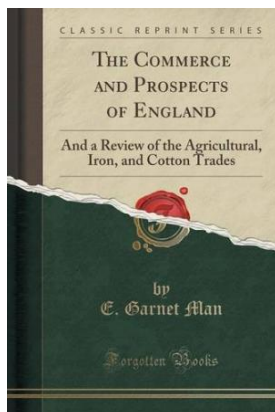 CLASSIC REPRINT SERIES
THE COMMERCE
AND PROSPECTS
OF ENGLAND
And a Review of the Agricultural,
Iron, and Cotton Trades
by
E. Garnet Man
Forgotten Books